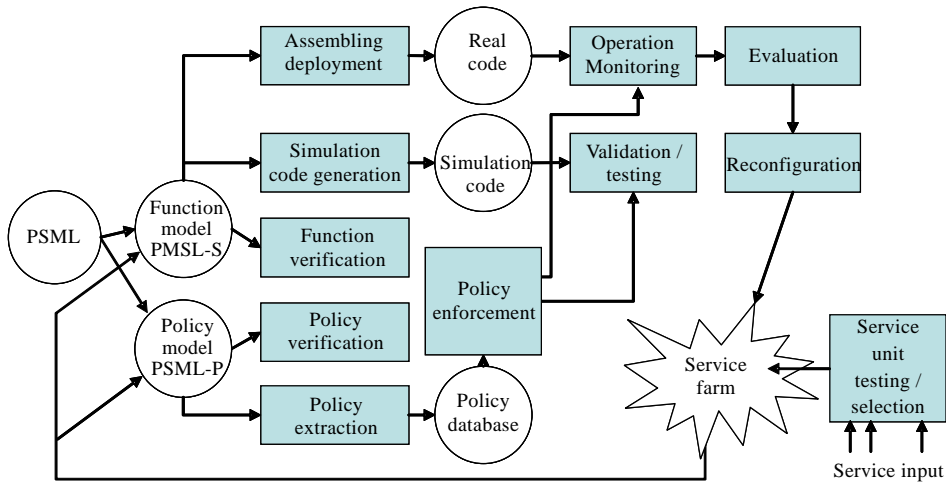 Assembling
deployment
Real
code
Operation
Monitoring
Evaluation
Simulation
code generation
Simulation
code
Validation /
testing
Reconfiguration
PSML
Function
model
PMSL-S
Function
verification
Policy
enforcement
Policy
model
PSML-P
Policy
verification
Policy
extraction
Policy
database
Service
farm
Service
unit
testing /
selection
Service input